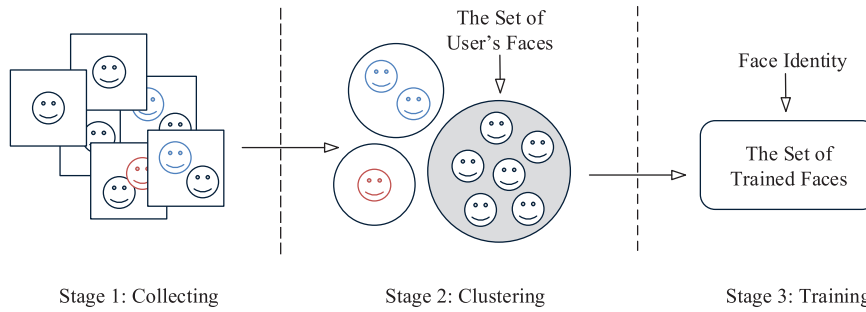 The Set of
User's Faces
Face Identity
The Set of
Trained Faces
Stage 1: Collecting
Stage 2: Clustering
Stage 3: Training